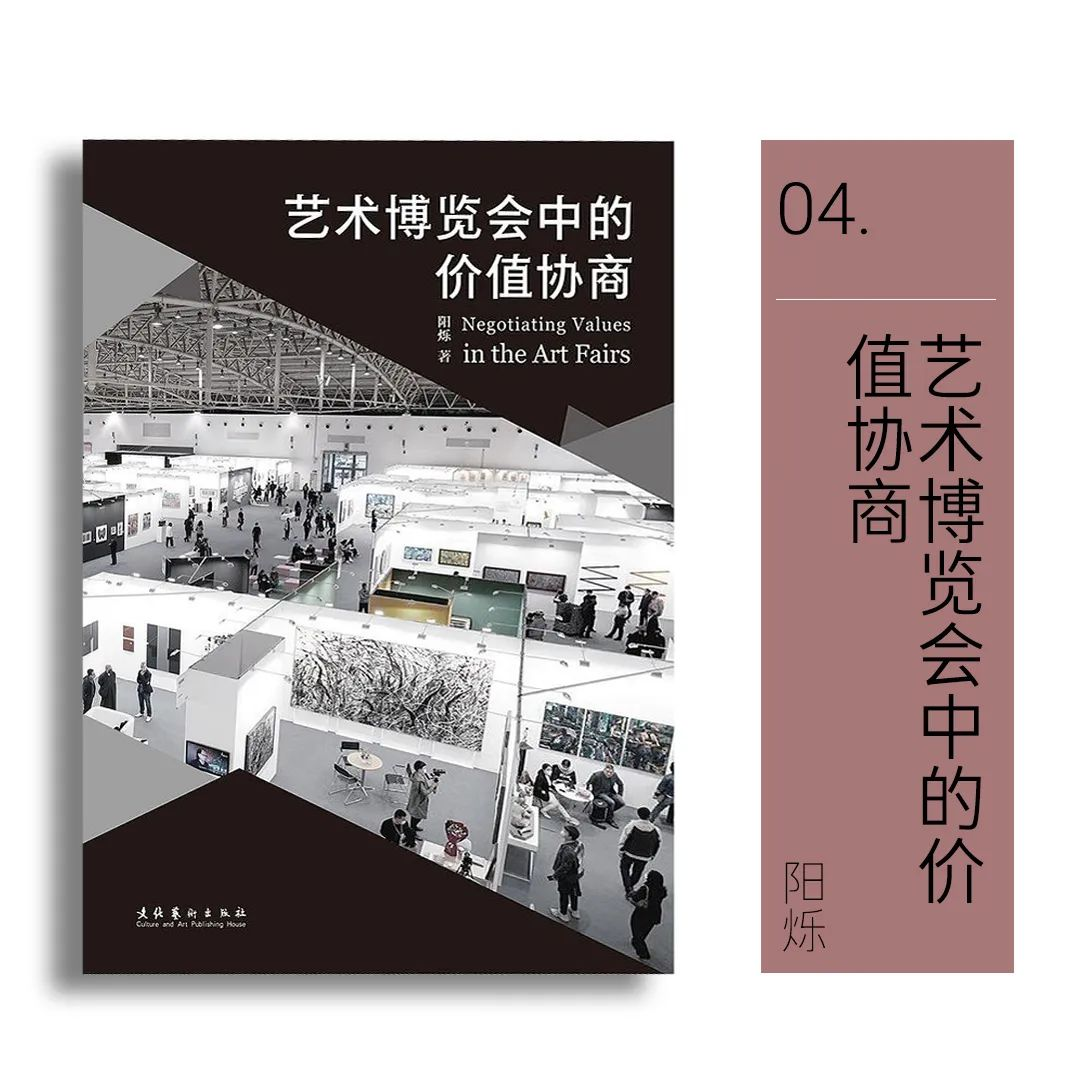 艺术博览会中的
价值协商
阳烁 著
Negotiating Values
in the Art Fairs
文化藝術出版社
Culture and Art Publishing House
04.
艺术博览会中的价
值协商
阳烁